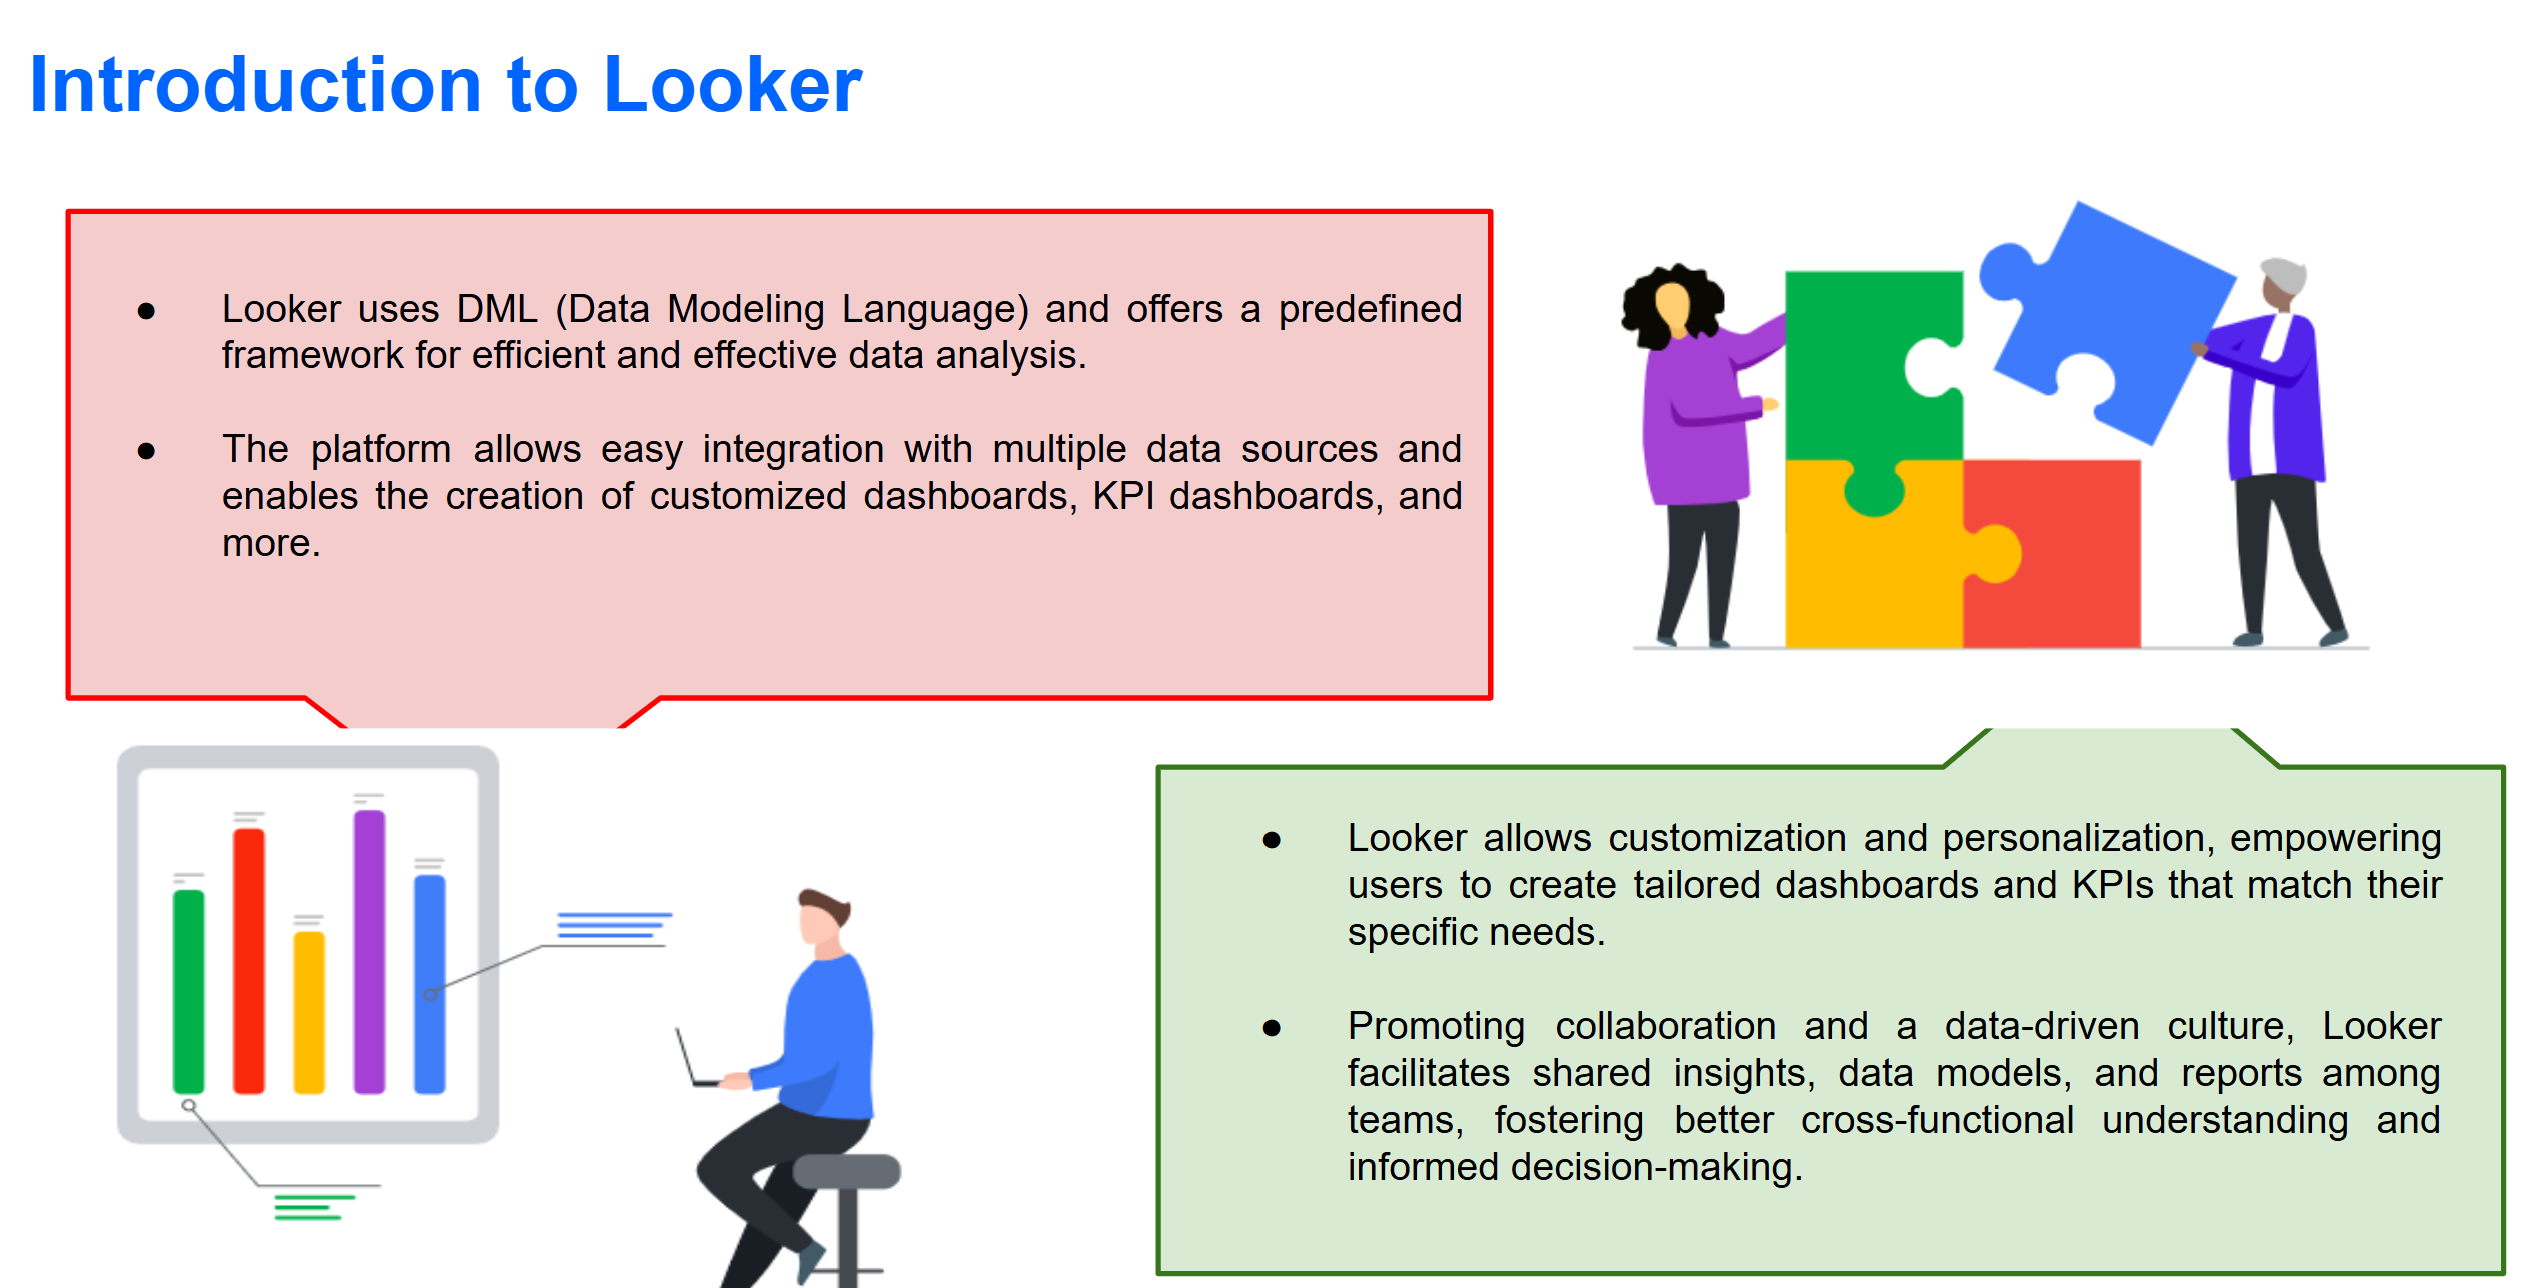 Introduction to Looker
● Looker uses DML (Data Modeling Language) and offers a predefined
framework for efficient and effective data analysis.
● The platform allows easy integration with multiple data sources and
enables the creation of customized dashboards, KPI dashboards, and
more.
● Looker allows customization and personalization, empowering
users to create tailored dashboards and KPIs that match their
specific needs.
● Promoting collaboration and a data-driven culture, Looker
facilitates shared insights, data models, and reports among
teams, fostering better cross-functional understanding and
informed decision-making.